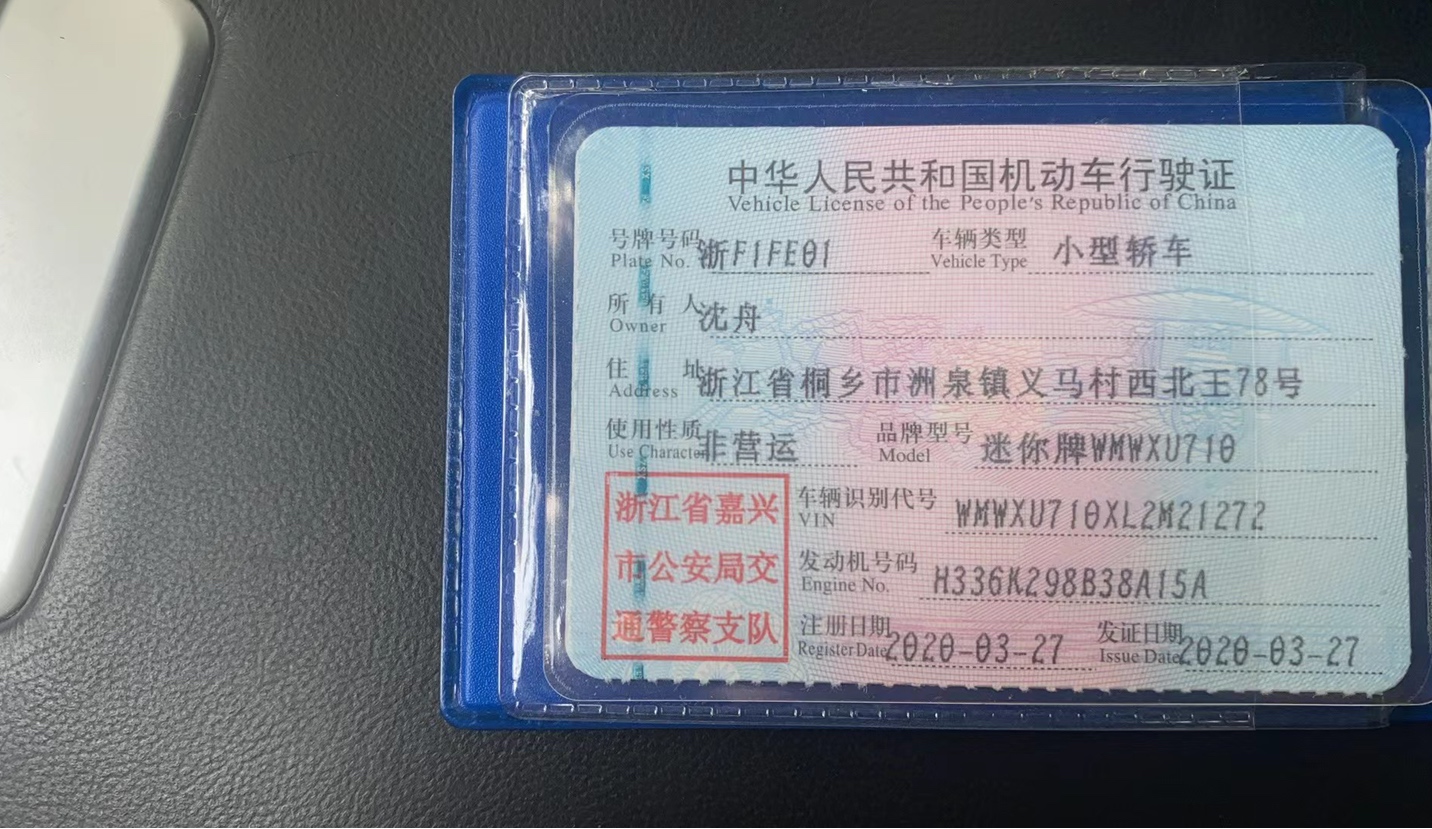 中华人民共和国机动车行驶证
Vehicle License of the People's Republic of China
号牌号码 浙F1FE01 车辆类型 小型轿车
Plate No. Vehicle Type
所有人 沈舟
Owner
住址 浙江省桐乡市洲泉镇义马村西北王78号
Address
使用性质 非营运 品牌型号 迷你牌WMWXU710
Use Character Model
浙江省嘉兴
市公安局交
通警察支队
车辆识别代号 WMWXU710XL2M21272
VIN
发动机号码 H336K298B38A15A
Engine No.
注册日期 2020-03-27 发证日期 2020-03-27
Register Date Issue Date